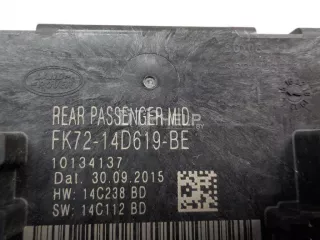 REAR PASSENGER MID
FK72-14D619-BE
10134137
Dat. 30.09.2015
HW: 14C238 BD
SW: 14C112 BD